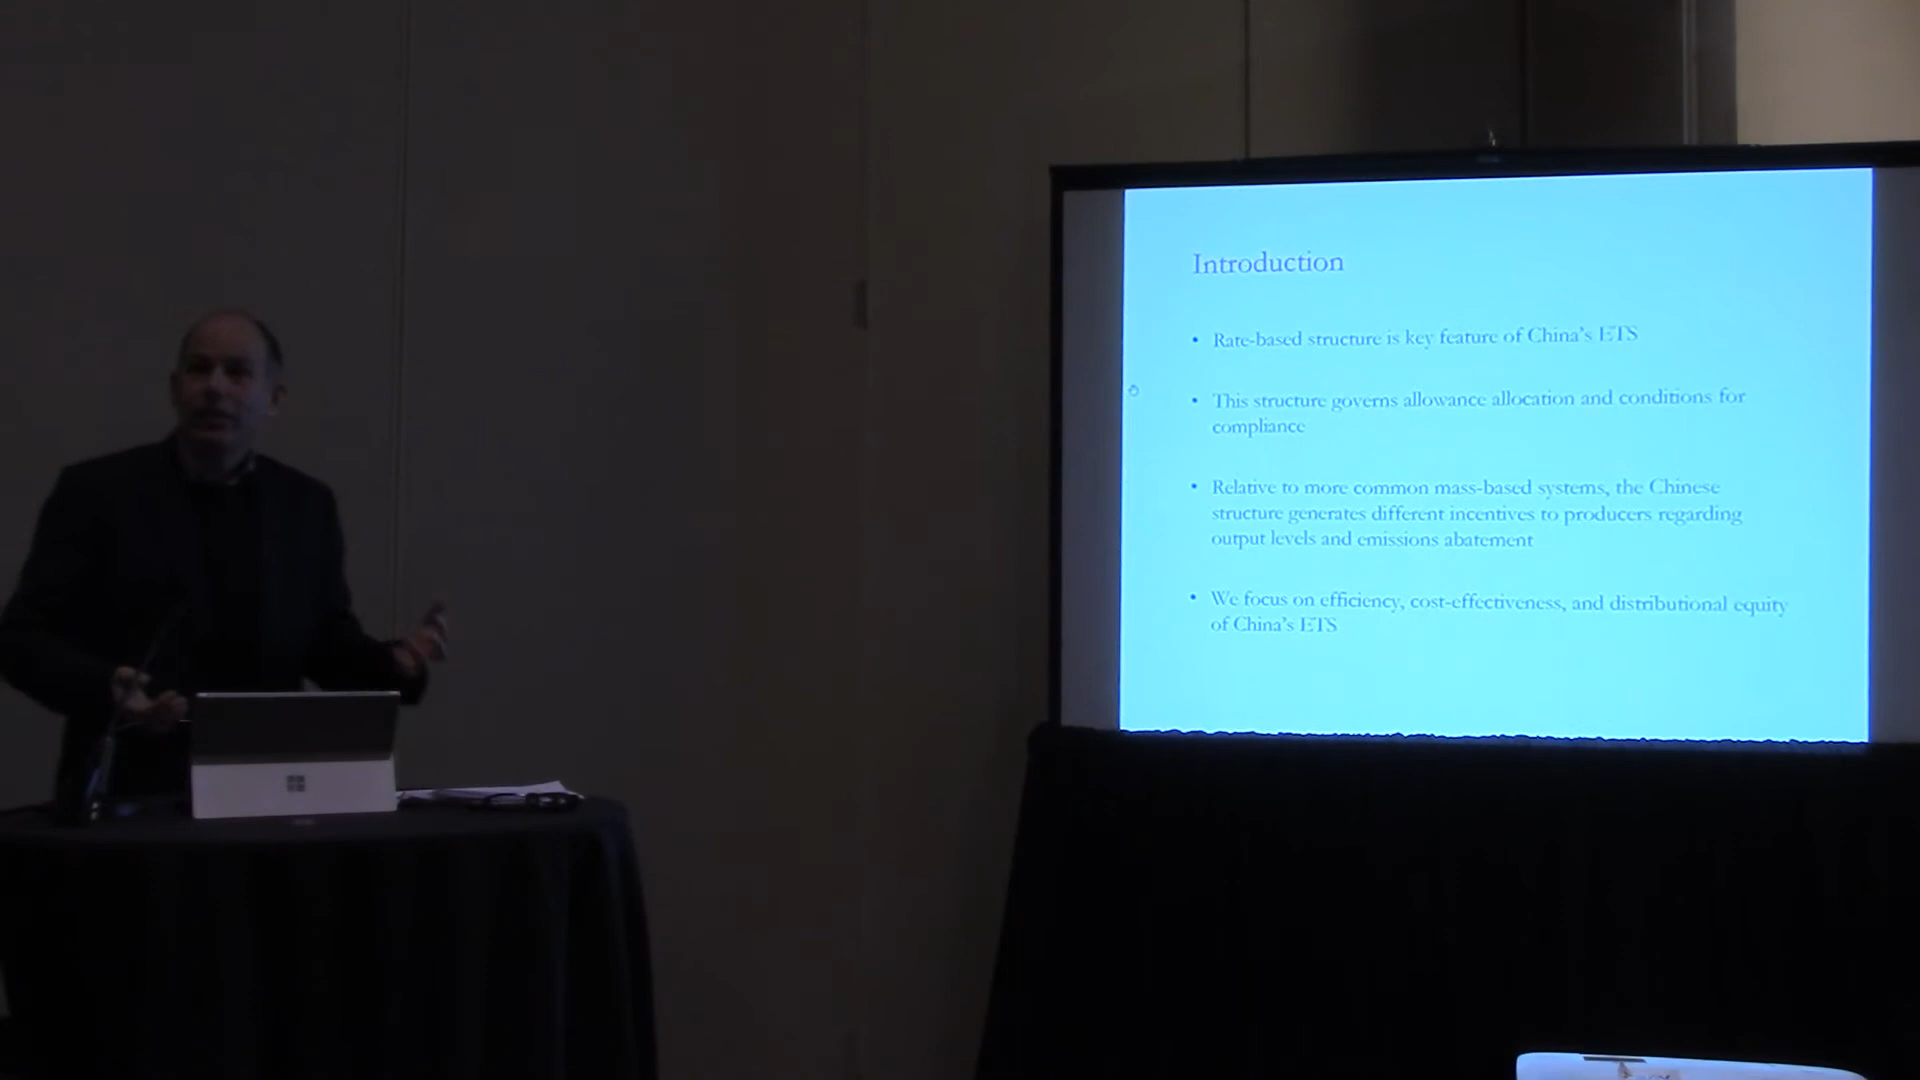 Introduction
• Rate-based structure is key feature of China's ETS
• This structure governs allowance allocation and conditions for
compliance
• Relative to more common mass-based systems, the Chinese
structure generates different incentives to producers regarding
output levels and emissions abatement
• We focus on efficiency, cost-effectiveness, and distributional equity
of China's ETS